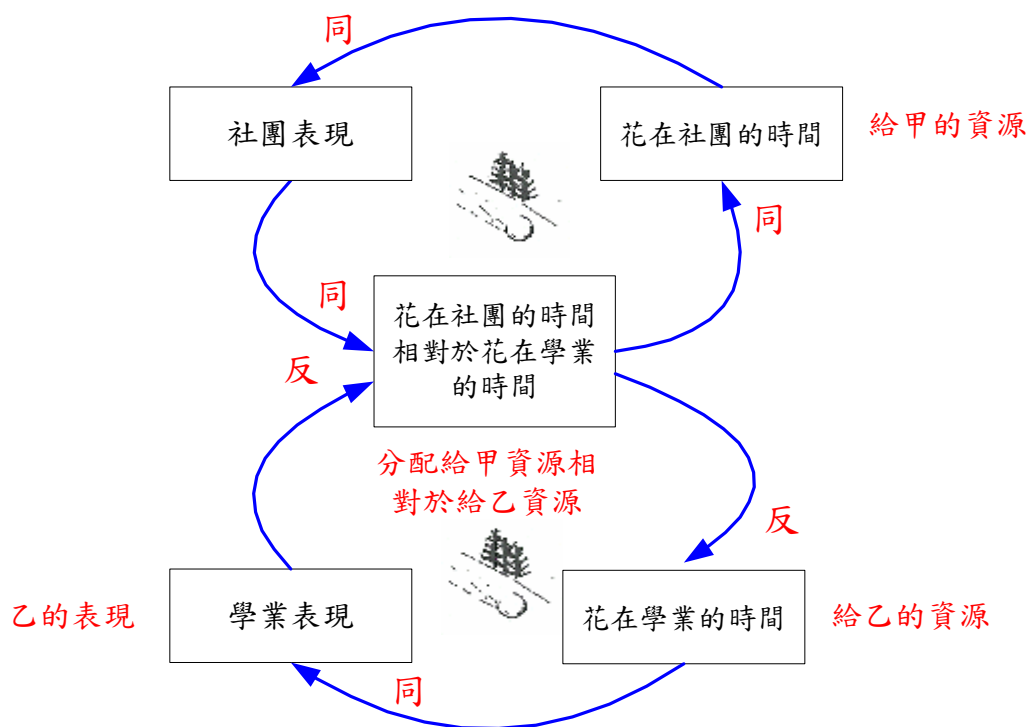 同
社團表現
花在社團的時間
給甲的資源
同
同
花在社團的時間
相對於花在學業
的時間
反
分配給甲資源相
對於給乙資源
反
乙的表現
學業表現
花在學業的時間
給乙的資源
同